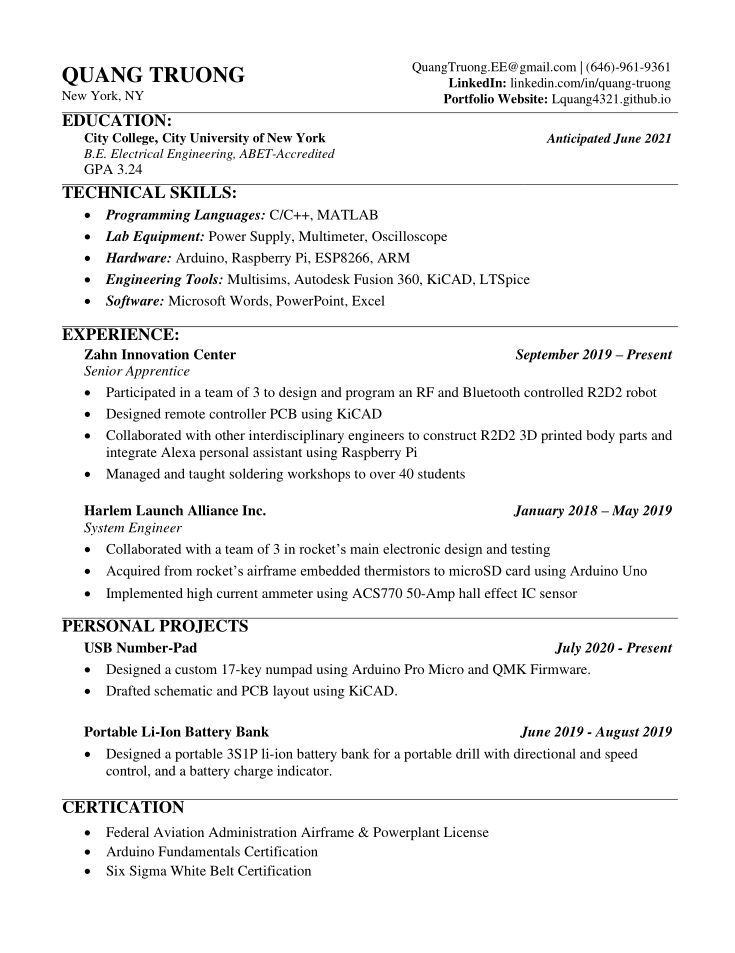 QUANG TRUONG
New York, NY
QuangTruong.EE@gmail.com | (646)-961-9361
LinkedIn: linkedin.com/in/quang-truong
Portfolio Website: Lquang4321.github.io
EDUCATION:
City College, City University of New York Anticipated June 2021
B.E. Electrical Engineering, ABET-Accredited
GPA 3.24
TECHNICAL SKILLS:
• Programming Languages: C/C++, MATLAB
• Lab Equipment: Power Supply, Multimeter, Oscilloscope
• Hardware: Arduino, Raspberry Pi, ESP8266, ARM
• Engineering Tools: Multisims, Autodesk Fusion 360, KiCAD, LTSpice
• Software: Microsoft Words, PowerPoint, Excel
EXPERIENCE:
Zahn Innovation Center September 2019 – Present
Senior Apprentice
• Participated in a team of 3 to design and program an RF and Bluetooth controlled R2D2 robot
• Designed remote controller PCB using KiCAD
• Collaborated with other interdisciplinary engineers to construct R2D2 3D printed body parts and
integrate Alexa personal assistant using Raspberry Pi
• Managed and taught soldering workshops to over 40 students
Harlem Launch Alliance Inc. January 2018 – May 2019
System Engineer
• Collaborated with a team of 3 in rocket’s main electronic design and testing
• Acquired from rocket’s airframe embedded thermistors to microSD card using Arduino Uno
• Implemented high current ammeter using ACS770 50-Amp hall effect IC sensor
PERSONAL PROJECTS
USB Number-Pad July 2020 - Present
• Designed a custom 17-key numpad using Arduino Pro Micro and QMK Firmware.
• Drafted schematic and PCB layout using KiCAD.
Portable Li-Ion Battery Bank June 2019 - August 2019
• Designed a portable 3S1P li-ion battery bank for a portable drill with directional and speed
control, and a battery charge indicator.
CERTICATION
• Federal Aviation Administration Airframe & Powerplant License
• Arduino Fundamentals Certification
• Six Sigma White Belt Certification